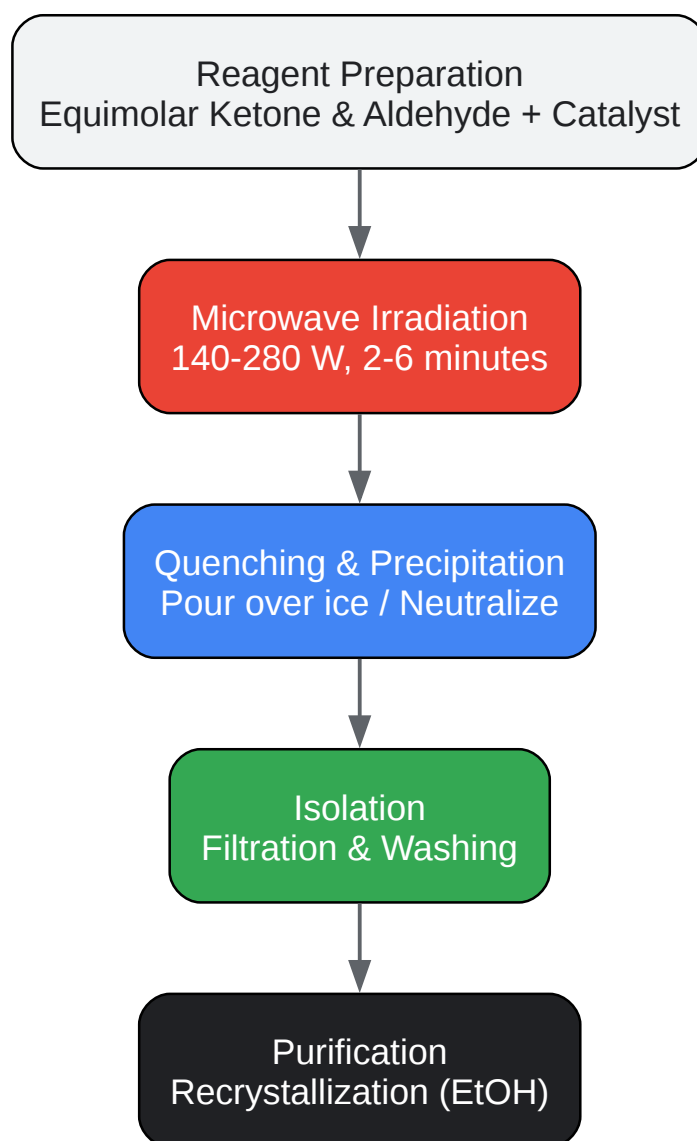 Reagent Preparation
Equimolar Ketone & Aldehyde + Catalyst
Microwave Irradiation
140-280 W, 2-6 minutes
Quenching & Precipitation
Pour over ice / Neutralize
Isolation
Filtration & Washing
Purification
Recrystallization (EtOH)